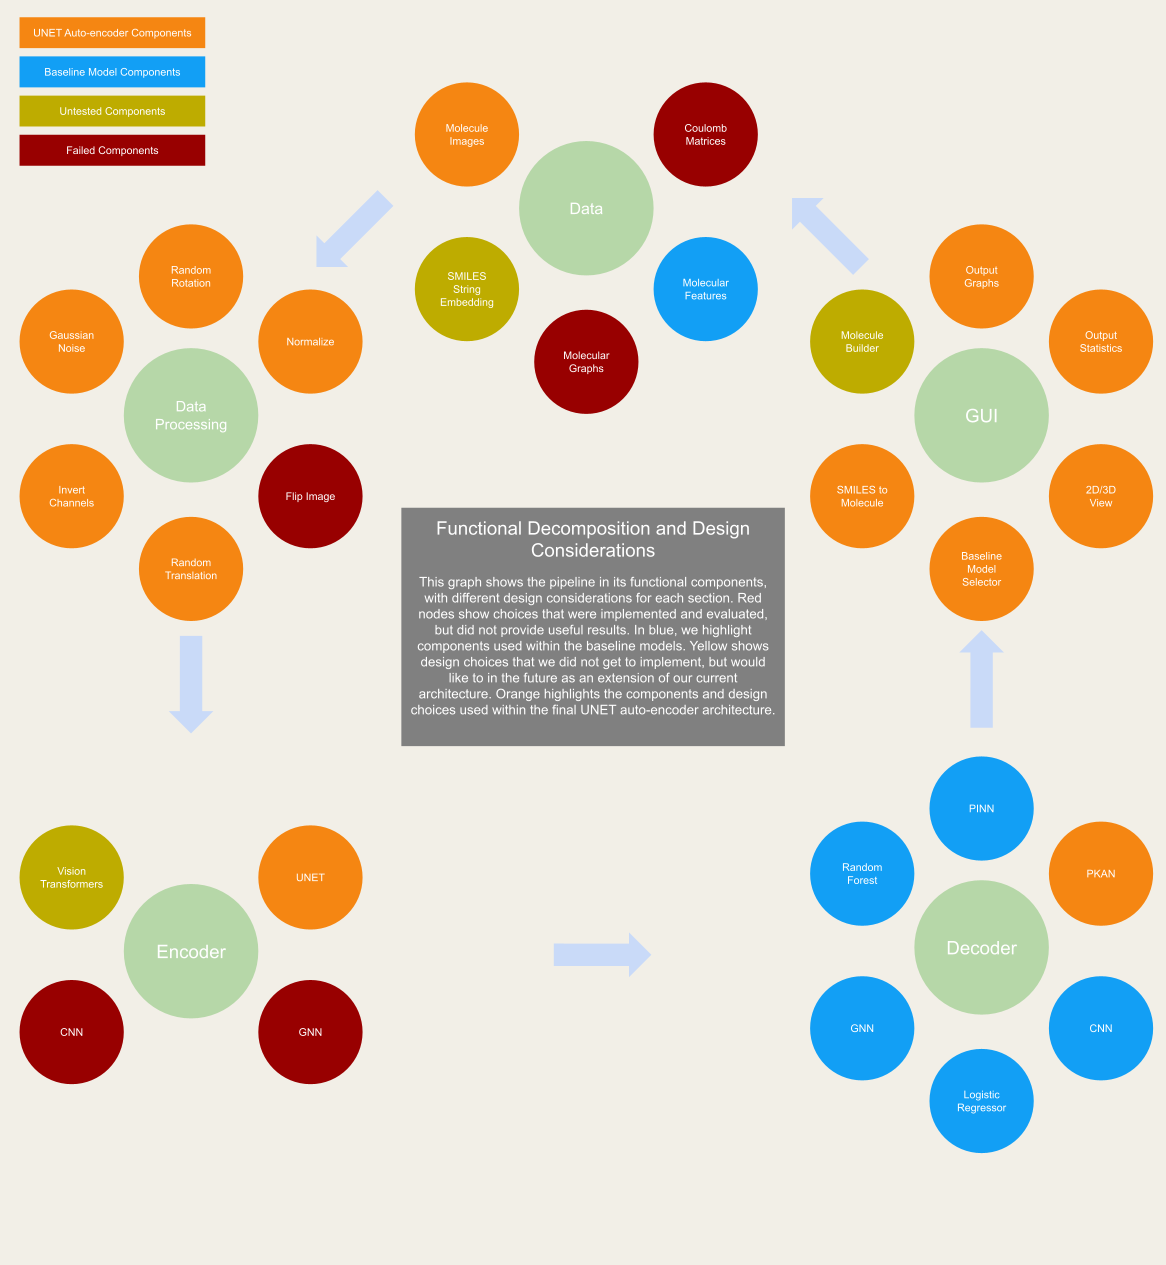 UNET Auto-encoder Components
Baseline Model Components
Untested Components
Failed Components
Molecule
Images
Coulomb
Matrices
Data
SMILES
String
Embedding
Molecular
Features
Molecular
Graphs
Random
Rotation
Gaussian
Noise
Normalize
Data
Processing
Invert
Channels
Flip Image
Random
Translation
Output
Graphs
Molecule
Builder
Output
Statistics
GUI
SMILES to
Molecule
2D/3D
View
Baseline
Model
Selector
Functional Decomposition and Design
Considerations
This graph shows the pipeline in its functional components,
with different design considerations for each section. Red
nodes show choices that were implemented and evaluated,
but did not provide useful results. In blue, we highlight
components used within the baseline models. Yellow shows
design choices that we did not get to implement, but would
like to in the future as an extension of our current
architecture. Orange highlights the components and design
choices used within the final UNET auto-encoder architecture.
Vision
Transformers
UNET
Encoder
CNN
GNN
PINN
Random
Forest
PKAN
Decoder
GNN
CNN
Logistic
Regressor